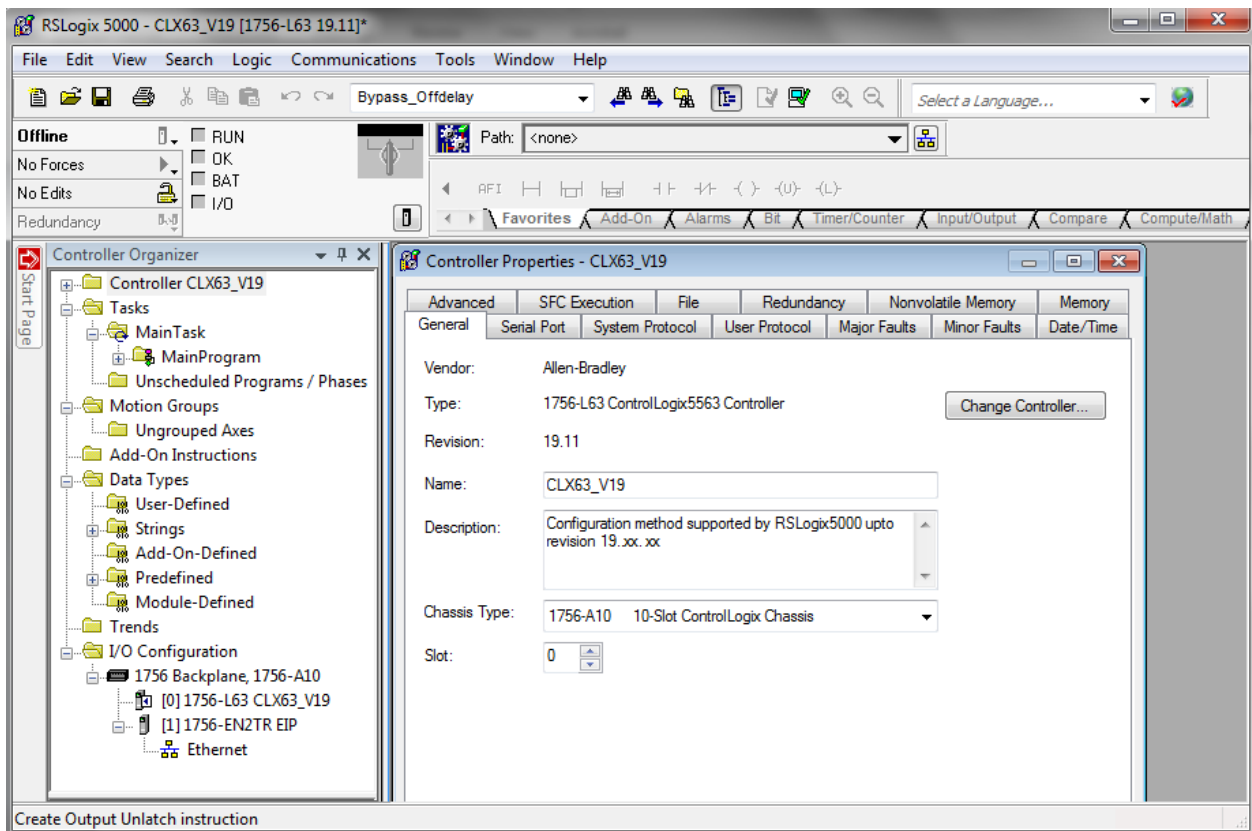 RSLogix 5000 - CLX63_V19 [1756-L63 19.11]*
File Edit View Search Logic Communications Tools Window Help
Bypass_Offdelay
Select a Language...
Offline
RUN
Path: <none>
No Forces
OK
No Edits
BAT
AFI
(U) (L)
Redundancy
I/O
Favorites Add-On Alarms Bit Timer/Counter Input/Output Compare Compute/Math
Start Page
Controller Organizer
Controller CLX63_V19
Tasks
MainTask
MainProgram
Unscheduled Programs / Phases
Motion Groups
Ungrouped Axes
Add-On Instructions
Data Types
User-Defined
Strings
Add-On-Defined
Predefined
Module-Defined
Trends
I/O Configuration
1756 Backplane, 1756-A10
[0] 1756-L63 CLX63_V19
[1] 1756-EN2TR EIP
Ethernet
Controller Properties - CLX63_V19
Advanced SFC Execution File Redundancy Nonvolatile Memory Memory
General Serial Port System Protocol User Protocol Major Faults Minor Faults Date/Time
Vendor: Allen-Bradley
Type: 1756-L63 ControlLogix5563 Controller
Change Controller...
Revision: 19.11
Name: CLX63_V19
Description: Configuration method supported by RSLogix5000 upto
revision 19.xx.xx
Chassis Type: 1756-A10 10-Slot ControlLogix Chassis
Slot: 0
Create Output Unlatch instruction